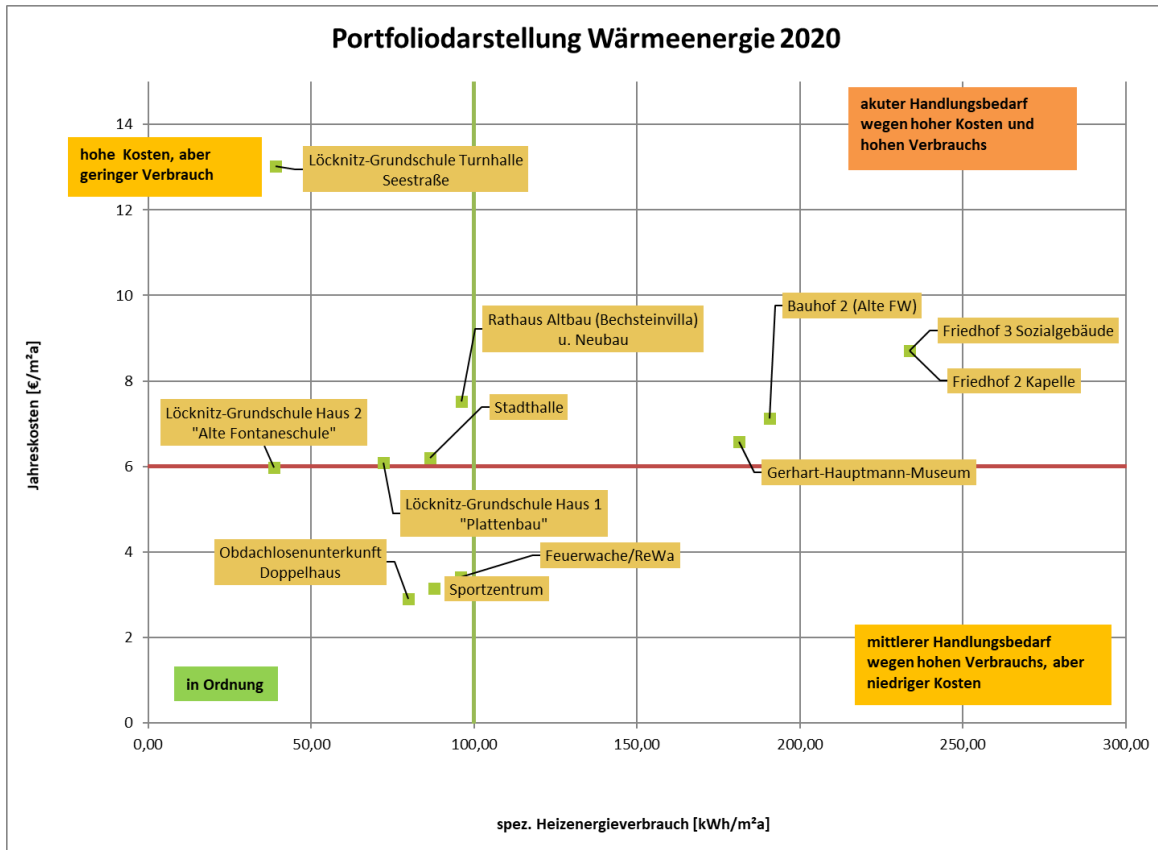 Portfoliodarstellung Wärmeenergie 2020
akuter Handlungsbedarf
wegen hoher Kosten und
hohen Verbrauchs
hohe Kosten, aber
geringer Verbrauch
Löcknitz-Grundschule Turnhalle
Seestraße
Bauhof 2 (Alte FW)
Rathaus Altbau (Bechsteinvilla)
u. Neubau
Friedhof 3 Sozialgebäude
Friedhof 2 Kapelle
Stadthalle
Löcknitz-Grundschule Haus 2
"Alte Fontaneschule"
Gerhart-Hauptmann-Museum
Löcknitz-Grundschule Haus 1
"Plattenbau"
Obdachlosenunterkunft
Doppelhaus
Feuerwache/ReWa
Sportzentrum
mittlerer Handlungsbedarf
wegen hohen Verbrauchs, aber
niedriger Kosten
in Ordnung
Jahreskosten [€/m²a]
14
12
10
8
6
4
2
0
0,00 50,00 100,00 150,00 200,00 250,00 300,00
spez. Heizenergieverbrauch [kWh/m²a]